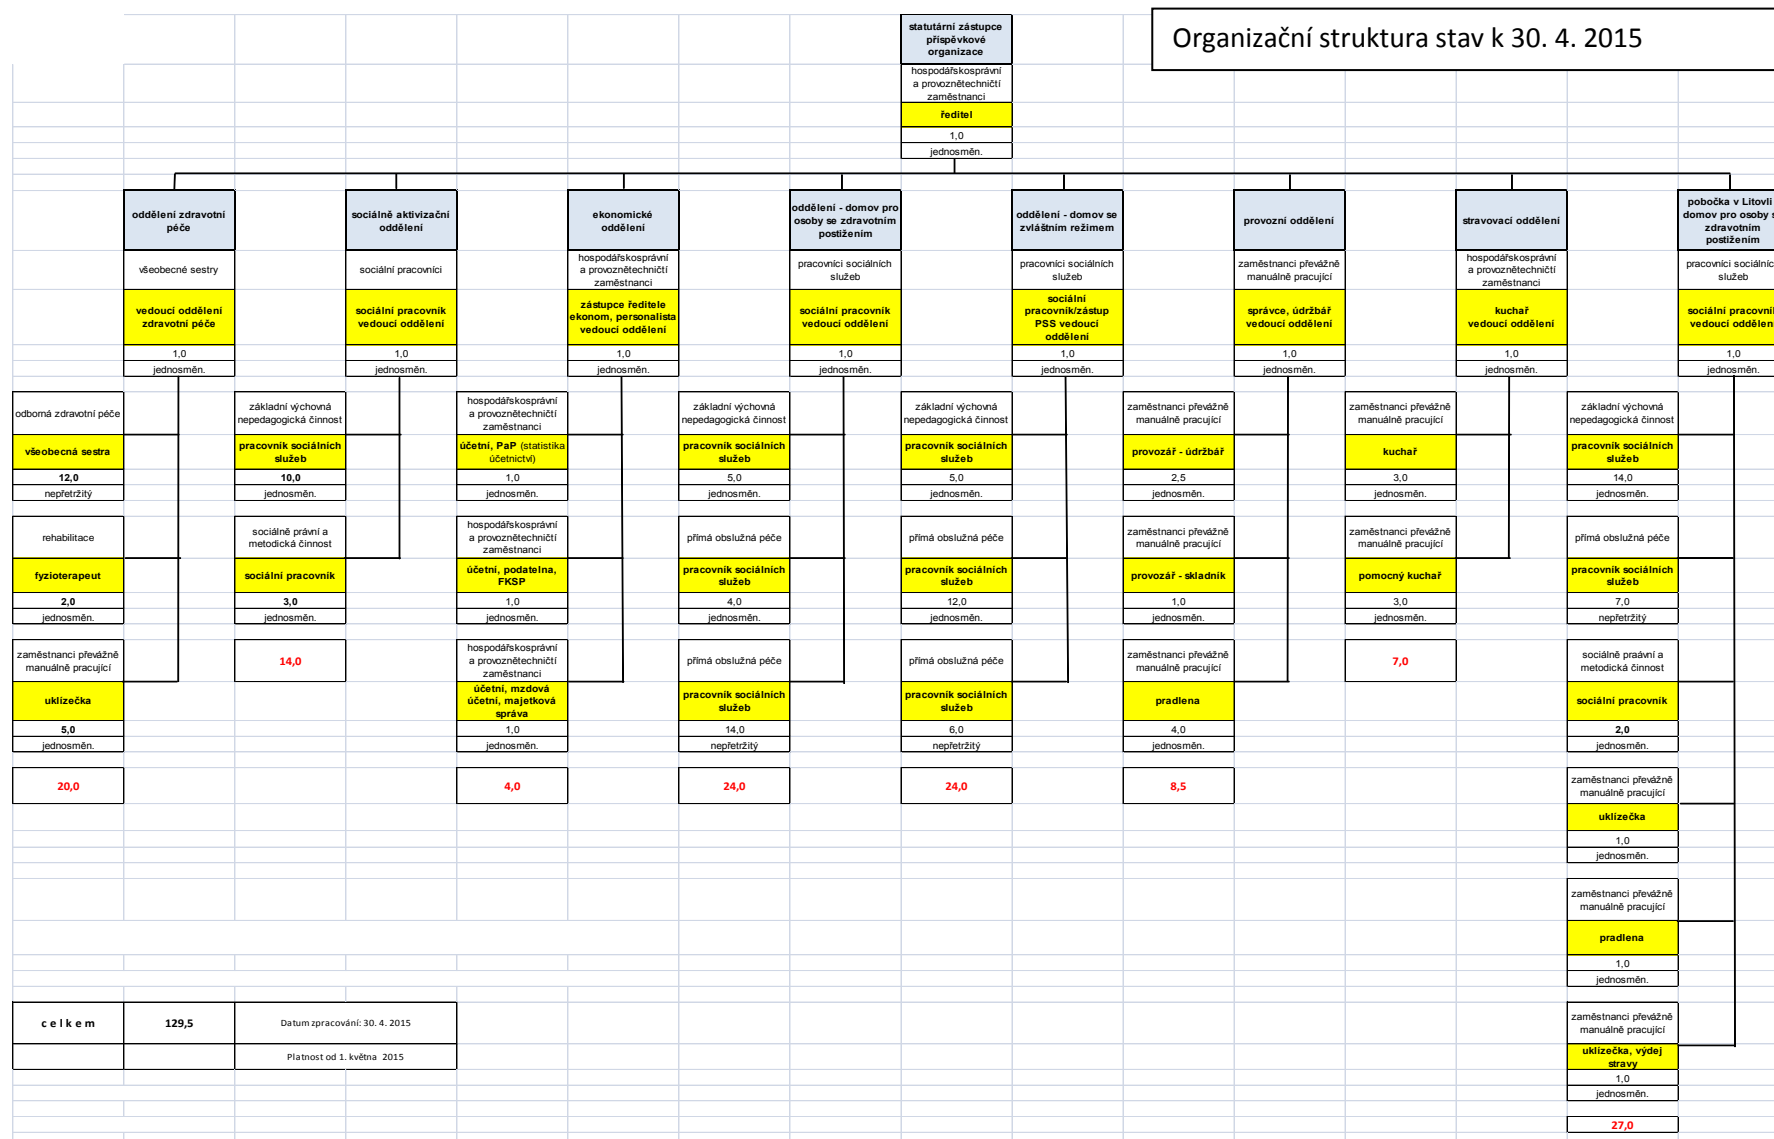 Organizační struktura stav k 30. 4. 2015
statutární zástupce
příspěvkové
organizace
hospodářskosprávní
a provoznětechničtí
zaměstnanci
ředitel
1,0
jednosměn.
oddělení zdravotní
péče
všeobecné sestry
vedoucí oddělení
zdravotní péče
1,0
jednosměn.
sociálně aktivizační
oddělení
sociální pracovníci
sociální pracovník
vedoucí oddělení
1,0
jednosměn.
ekonomické
oddělení
hospodářskosprávní
a provoznětechničtí
zaměstnanci
zástupce ředitele
ekonom, personalista
vedoucí oddělení
1,0
jednosměn.
oddělení - domov pro
osoby se zdravotním
postižením
pracovníci sociálních
služeb
sociální pracovník
vedoucí oddělení
1,0
jednosměn.
oddělení - domov se
zvláštním režimem
pracovníci sociálních
služeb
sociální
pracovník/zástup
PSS vedoucí
oddělení
1,0
jednosměn.
provozní oddělení
zaměstnanci převážně
manuálně pracující
správce, údržbář
vedoucí oddělení
1,0
jednosměn.
stravovací oddělení
hospodářskosprávní
a provoznětechničtí
zaměstnanci
kuchař
vedoucí oddělení
1,0
jednosměn.
pobočka v Litovli
domov pro osoby s
zdravotním
postižením
pracovníci sociálníc
služeb
sociální pracovník
vedoucí oddělení
1,0
jednosměn.
odborná zdravotní péče
všeobecná sestra
12,0
nepřetržitý
rehabilitace
fyzioterapeut
2,0
jednosměn.
zaměstnanci převážně
manuálně pracující
uklízečka
5,0
jednosměn.
20,0
základní výchovná
nepedagogická činnost
pracovník sociálních
služeb
10,0
jednosměn.
sociálně právní a
metodická činnost
sociální pracovník
3,0
jednosměn.
14,0
hospodářskosprávní
a provoznětechničtí
zaměstnanci
účetní, PaP (statistika
účetnictví)
1,0
jednosměn.
hospodářskosprávní
a provoznětechničtí
zaměstnanci
účetní, podatelna,
FKSP
1,0
jednosměn.
hospodářskosprávní
a provoznětechničtí
zaměstnanci
účetní, mzdová
účetní, majetková
správa
1,0
jednosměn.
4,0
základní výchovná
nepedagogická činnost
pracovník sociálních
služeb
5,0
jednosměn.
přímá obslužná péče
pracovník sociálních
služeb
4,0
jednosměn.
přímá obslužná péče
pracovník sociálních
služeb
14,0
nepřetržitý
24,0
základní výchovná
nepedagogická činnost
pracovník sociálních
služeb
5,0
jednosměn.
přímá obslužná péče
pracovník sociálních
služeb
12,0
jednosměn.
přímá obslužná péče
pracovník sociálních
služeb
6,0
nepřetržitý
24,0
zaměstnanci převážně
manuálně pracující
provozář - údržbář
2,5
jednosměn.
zaměstnanci převážně
manuálně pracující
provozář - skladník
1,0
jednosměn.
zaměstnanci převážně
manuálně pracující
pradlena
4,0
jednosměn.
8,5
zaměstnanci převážně
manuálně pracující
kuchař
3,0
jednosměn.
zaměstnanci převážně
manuálně pracující
pomocný kuchař
3,0
jednosměn.
7,0
základní výchovná
nepedagogická činnost
pracovník sociálních
služeb
14,0
jednosměn.
přímá obslužná péče
pracovník sociálních
služeb
7,0
nepřetržitý
sociálně praávní a
metodická činnost
sociální pracovník
2,0
jednosměn.
zaměstnanci převážně
manuálně pracující
uklízečka
1,0
jednosměn.
zaměstnanci převážně
manuálně pracující
pradlena
1,0
jednosměn.
zaměstnanci převážně
manuálně pracující
uklízečka, výdej
stravy
1,0
jednosměn.
27,0
c e l k e m 129,5 Datum zpracování: 30. 4. 2015
Platnost od 1. května 2015